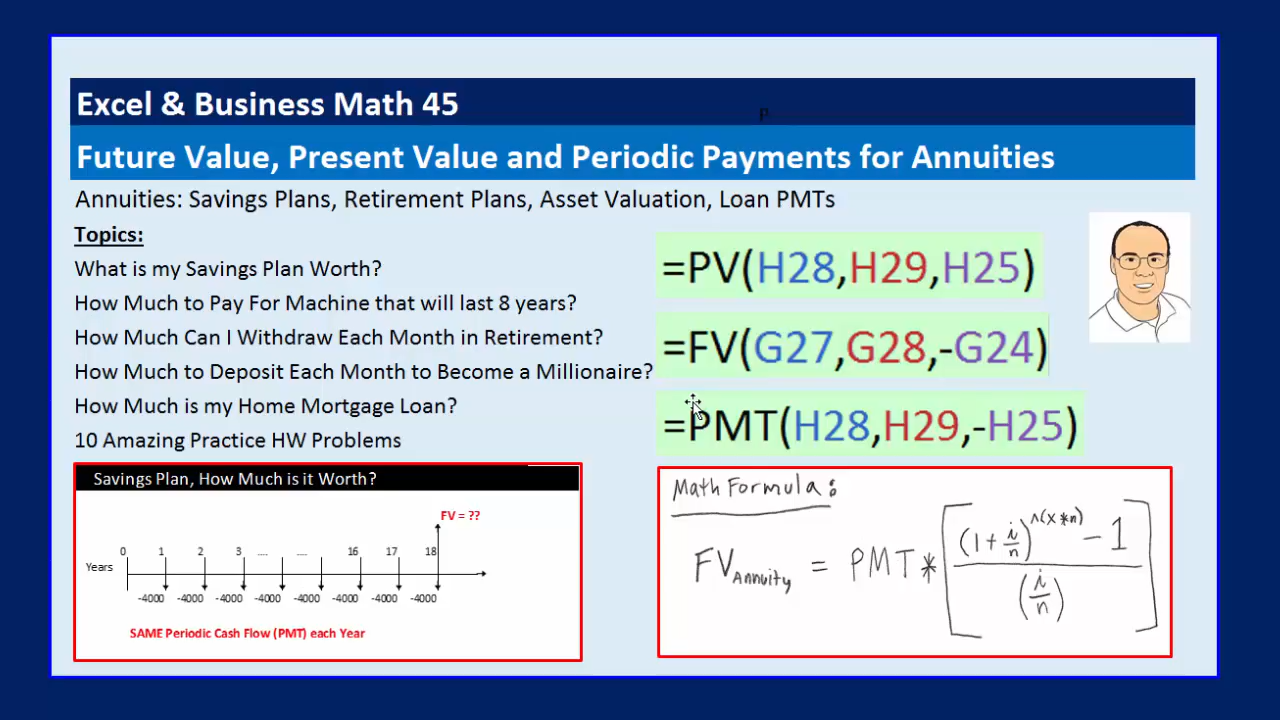 Excel & Business Math 45
P
Future Value, Present Value and Periodic Payments for Annuities
Annuities: Savings Plans, Retirement Plans, Asset Valuation, Loan PMTs
Topics:
What is my Savings Plan Worth?
How Much to Pay For Machine that will last 8 years?
How Much Can I Withdraw Each Month in Retirement?
How Much to Deposit Each Month to Become a Millionaire?
How Much is my Home Mortgage Loan?
10 Amazing Practice HW Problems
=PV(H28,H29,H25)
=FV(G27,G28,-G24)
=PMT(H28,H29,-H25)
Savings Plan, How Much is it Worth?
FV = ??
0 1 2 3 .... .... 16 17 18
Years
-4000 -4000 -4000 -4000 -4000 -4000 -4000 -4000
SAME Periodic Cash Flow (PMT) each Year
Math Formula:
FV Annuity = PMT * [ (1 + i/n)^(x*n) - 1 / (i/n) ]